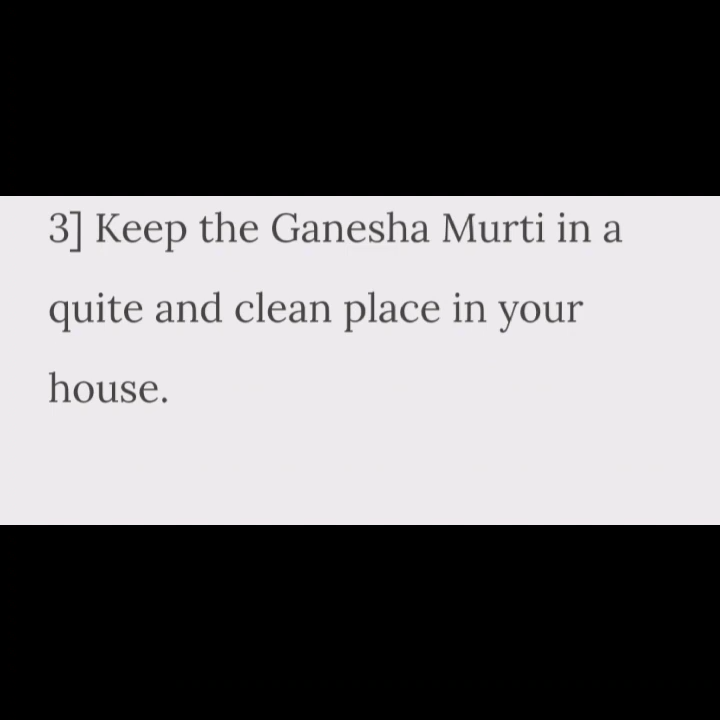 3] Keep the Ganesha Murti in a
quite and clean place in your
house.